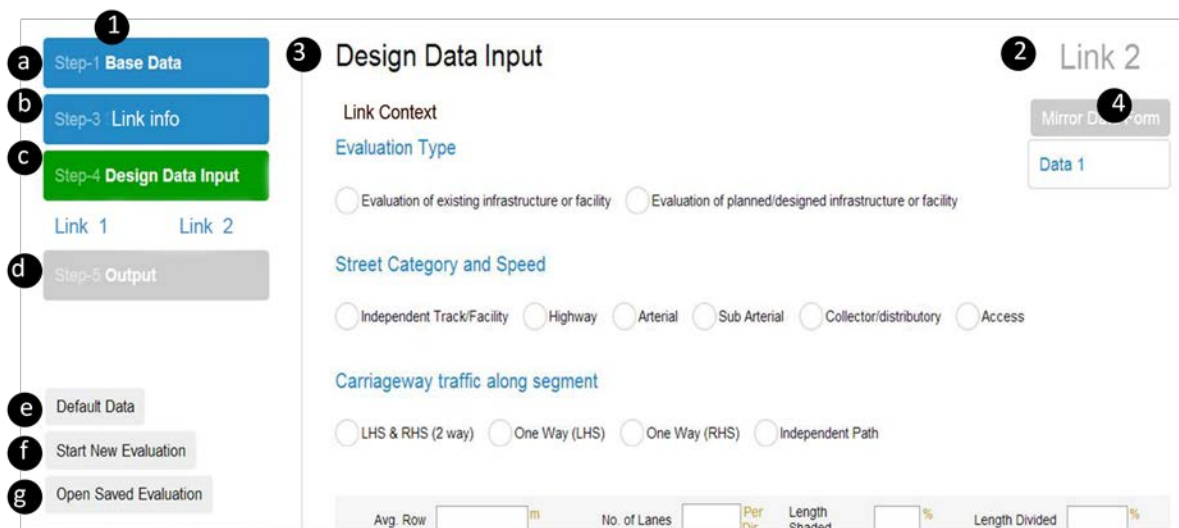 1
a Step-1 Base Data
b Step-3 Link info
c Step-4 Design Data Input
Link 1 Link 2
d Step-5 Output
e Default Data
f Start New Evaluation
g Open Saved Evaluation
3 Design Data Input
2 Link 2
4
Mirror Form
Data 1
Link Context
Evaluation Type
Evaluation of existing infrastructure or facility Evaluation of planned/designed infrastructure or facility
Street Category and Speed
Independent Track/Facility Highway Arterial Sub Arterial Collector/distributory Access
Carriageway traffic along segment
LHS & RHS (2 way) One Way (LHS) One Way (RHS) Independent Path
Avg. Row m No. of Lanes Per Dir Length Shaded % Length Divided %